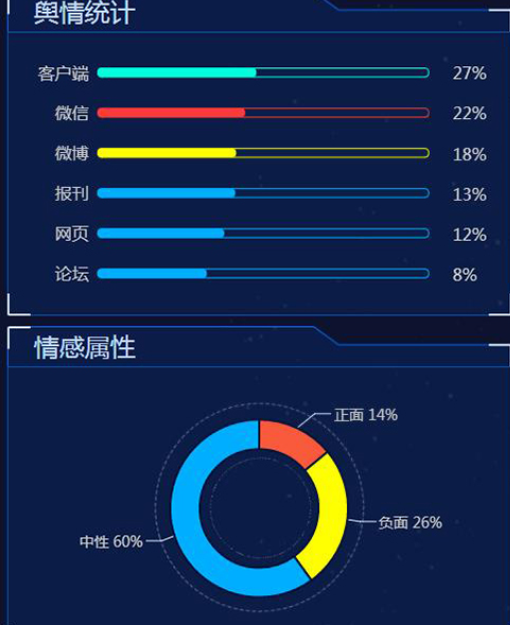 舆情统计
客户端 27%
微信 22%
微博 18%
报刊 13%
网页 12%
论坛 8%
情感属性
正面 14%
负面 26%
中性 60%